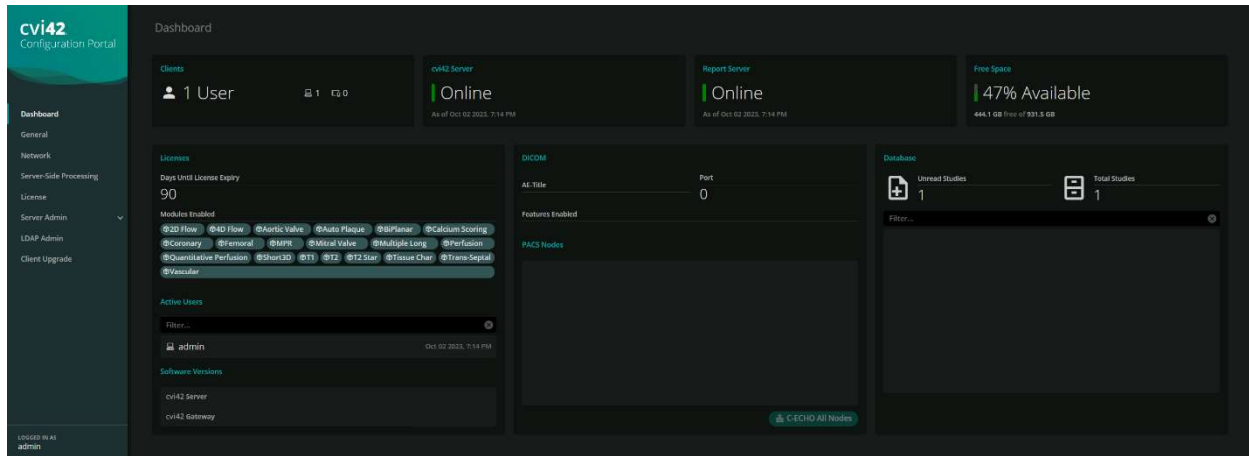 cvi42
Configuration Portal
Dashboard
General
Network
Server-Side Processing
License
Server Admin
LDAP Admin
Client Upgrade
LOGGED IN AS
admin
Dashboard
Clients
1 User
1
0
cvi42 Server
Online
As of Oct 02 2023, 7:14 PM
Report Server
Online
As of Oct 02 2023, 7:14 PM
Free Space
47% Available
444.1 GB free of 931.5 GB
Licenses
Days Until License Expiry
90
Modules Enabled
2D Flow 4D Flow Aortic Valve Auto Plaque BiPlanar Calcium Scoring
Coronary Femoral MPR Mitral Valve Multiple Long Perfusion
Quantitative Perfusion Short3D T1 T2 T2 Star Tissue Char Trans-Septal
Vascular
Active Users
Filter...
admin
Oct 02 2023, 7:14 PM
Software Versions
cvi42 Server
cvi42 Gateway
DICOM
AE-Title
Port
0
Features Enabled
PACS Nodes
C-ECHO All Nodes
Database
Unread Studies
1
Total Studies
1
Filter...